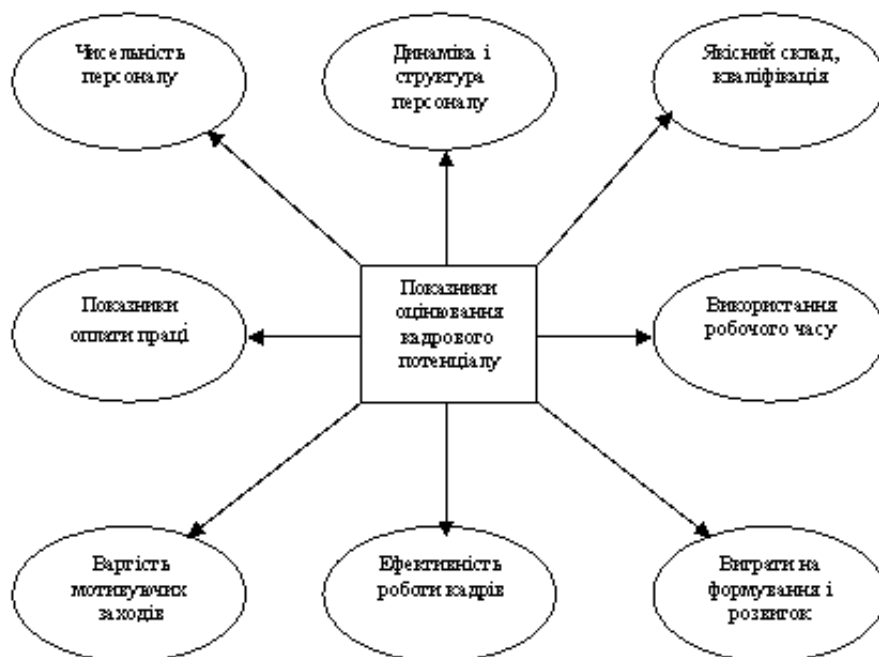 Чисельність
персоналу
Динаміка і
структура
персоналу
Якісний склад,
кваліфікація
Показники
оплати праці
Показники
оцінювання
кадрового
потенціалу
Використання
робочого часу
Вартість
мотивуючих
заходів
Ефективність
роботи кадрів
Витрати на
формування і
розвиток